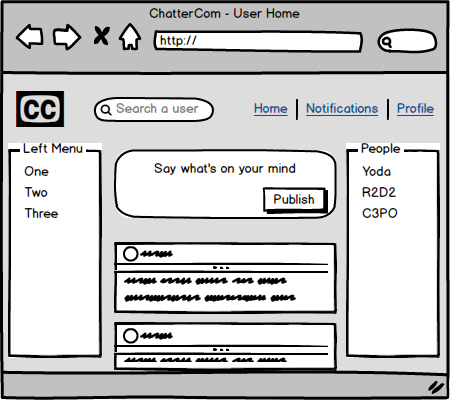 ChatterCom - User Home
http://
CC
Search a user
Home
Notifications
Profile
Left Menu
One
Two
Three
Say what's on your mind
Publish
People
Yoda
R2D2
C3PO